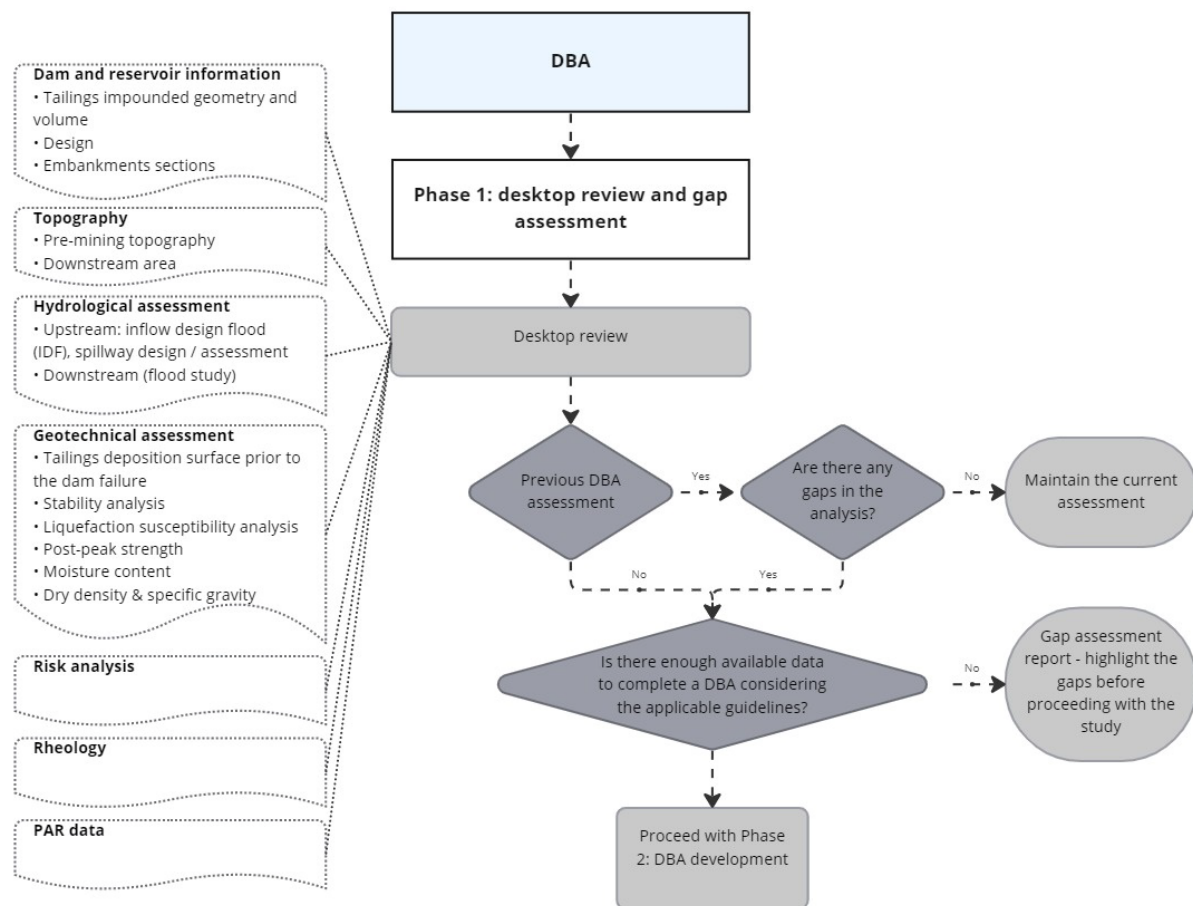 DBA
Phase 1: desktop review and gap
assessment
Dam and reservoir information
• Tailings impounded geometry and
volume
• Design
• Embankments sections
Topography
• Pre-mining topography
• Downstream area
Hydrological assessment
• Upstream: inflow design flood
(IDF), spillway design / assessment
• Downstream (flood study)
Geotechnical assessment
• Tailings deposition surface prior to
the dam failure
• Stability analysis
• Liquefaction susceptibility analysis
• Post-peak strength
• Moisture content
• Dry density & specific gravity
Risk analysis
Rheology
PAR data
Desktop review
Previous DBA
assessment
Yes
Are there any
gaps in the
analysis?
No
Maintain the current
assessment
No
Yes
Is there enough available data
to complete a DBA considering
the applicable guidelines?
No
Gap assessment
report - highlight the
gaps before
proceeding with the
study
Proceed with Phase
2: DBA development